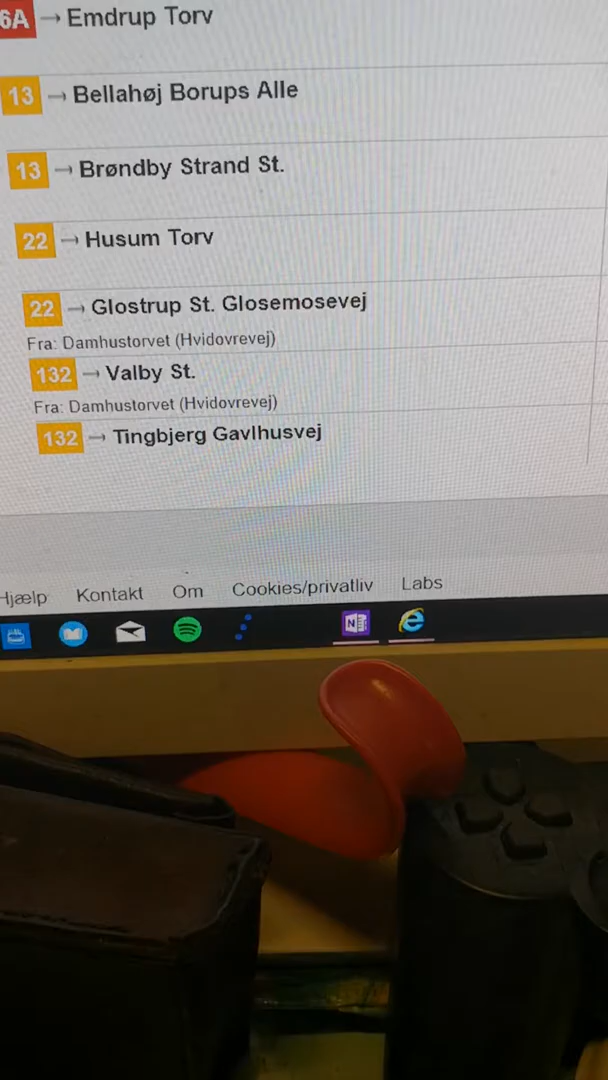 6A → Emdrup Torv
13 → Bellahøj Borups Alle
13 → Brøndby Strand St.
22 → Husum Torv
22 → Glostrup St. Glosemosevej
Fra: Damhustorvet (Hvidovrevej)
132 → Valby St.
Fra: Damhustorvet (Hvidovrevej)
132 → Tingbjerg Gavlhusvej
Hjælp Kontakt Om Cookies/privatliv Labs
N